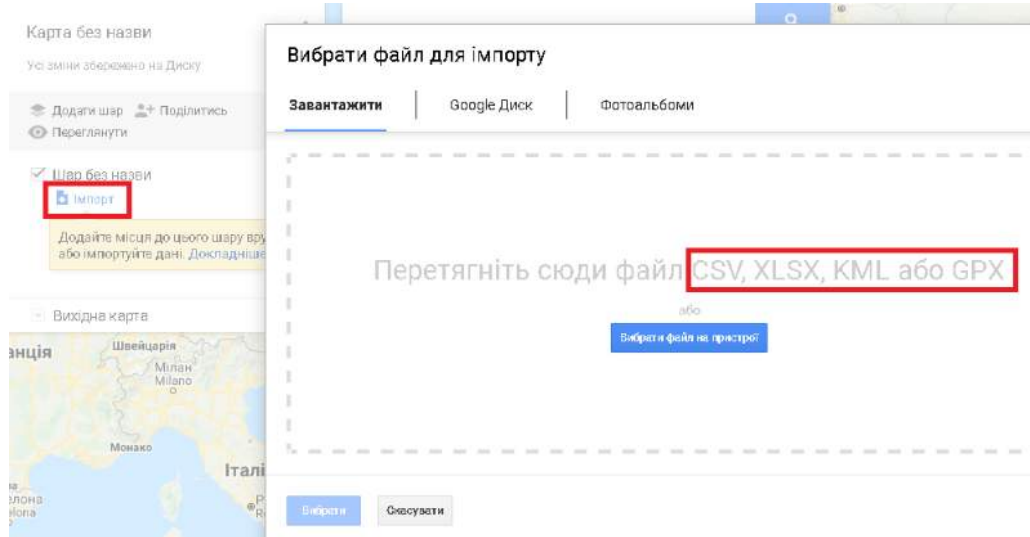 Карта без назви
Усі зміни збережено на Диску
Додати шар Поділитись
Переглянути
Шар без назви
Імпорт
Додайте місця до цього шару вру
або імпортуйте дані. Докладніше
Вихідна карта
анція
Швейцарія
Мілан
Milano
Монако
Італі
елона
elona
Вибрати файл для імпорту
Завантажити
Google Диск
Фотоальбоми
Перетягніть сюди файл CSV, XLSX, KML або GPX
або
Вибрати файл на пристрої
Вибрати
Скасувати